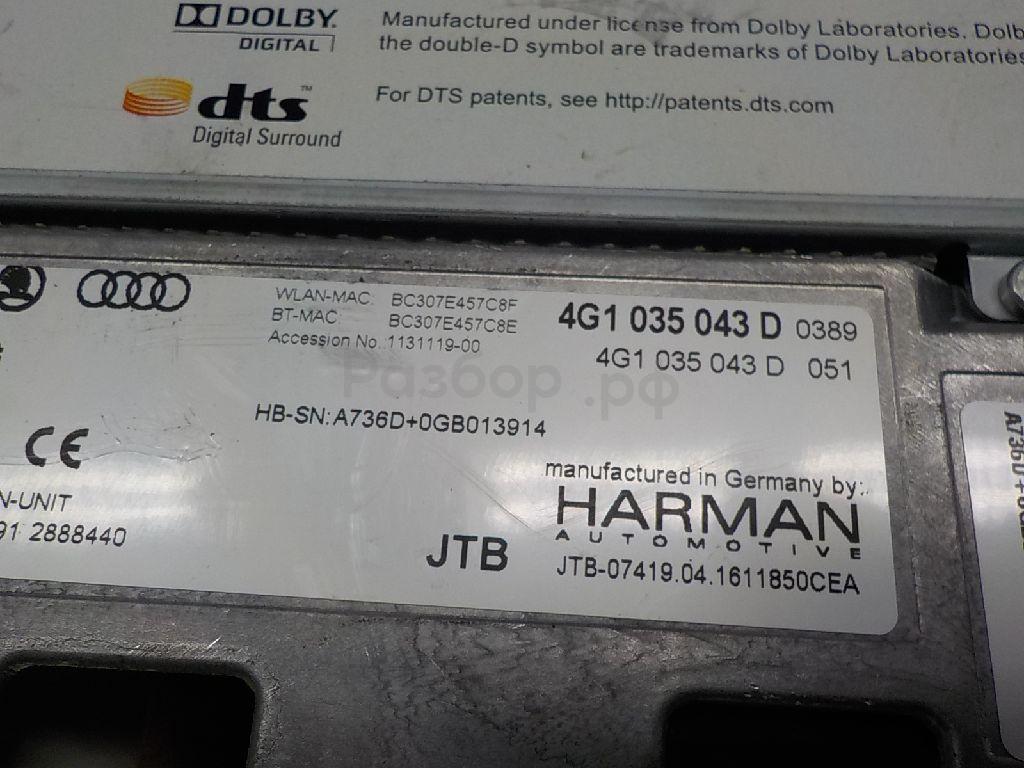 DOLBY.
DIGITAL
Manufactured under license from Dolby Laboratories. Dolb
the double-D symbol are trademarks of Dolby Laboratories
dts™
Digital Surround
For DTS patents, see http://patents.dts.com
WLAN-MAC: BC307E457C8F
BT-MAC: BC307E457C8E
Accession No. 1131119-00
4G1 035 043 D 0389
4G1 035 043 D 051
Разбор.рф
HB-SN: A736D+0GB013914
CE
N-UNIT
91 2888440
manufactured in Germany by:
HARMAN
AUTOMOTIVE
JTB
JTB-07419.04.1611850CEA
A736D+0G